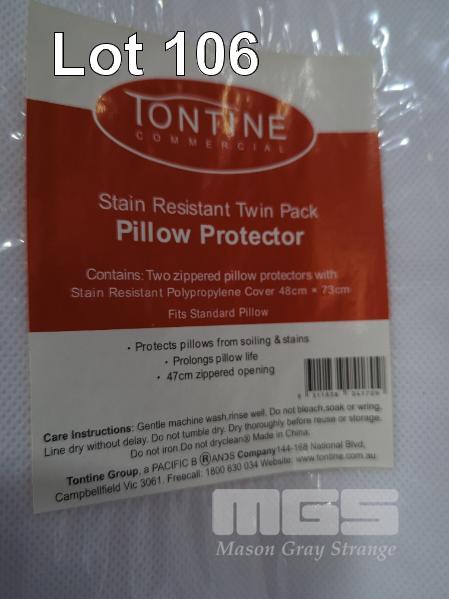 Lot 106
TONTINE
COMMERCIAL
Stain Resistant Twin Pack
Pillow Protector
Contains: Two zippered pillow protectors with
Stain Resistant Polypropylene Cover 48cm × 73cm
Fits Standard Pillow
• Protects pillows from soiling & stains
• Prolongs pillow life
• 47cm zippered opening
Care Instructions: Gentle machine wash,rinse well. Do not bleach,soak or wring.
Line dry without delay. Do not tumble dry. Dry thoroughly before reuse or storage.
Do not iron.Do not dryclean® Made in China.
Tontine Group, a PACIFIC B®ANDS Company144-168 National Blvd,
Campbellfield Vic 3061. Freecall: 1800 630 034 Website: www.tontine.com.au
MGS
Mason Gray Strange